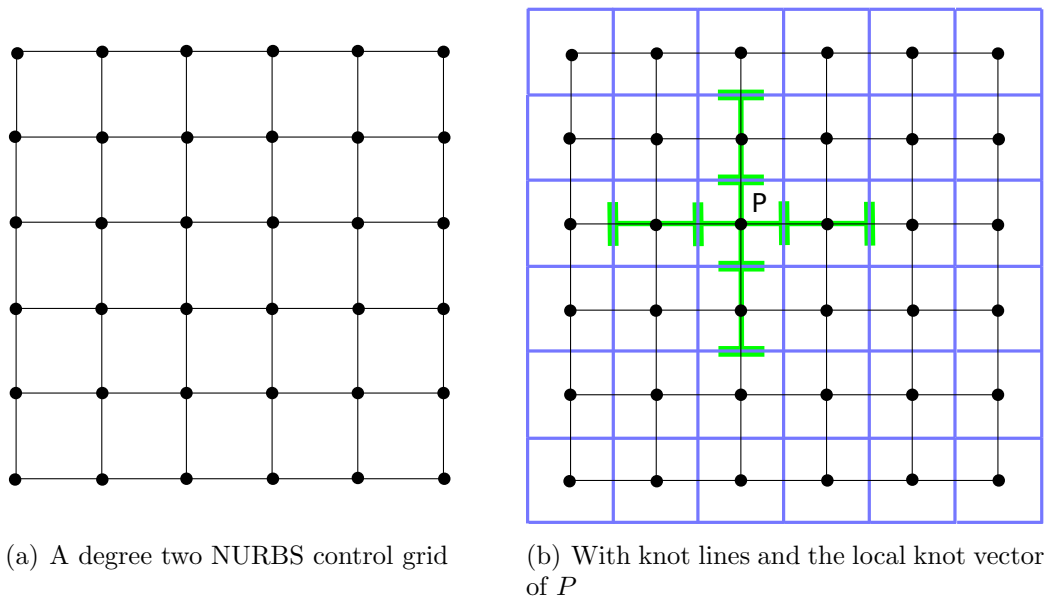 P
(a) A degree two NURBS control grid
(b) With knot lines and the local knot vector
of P